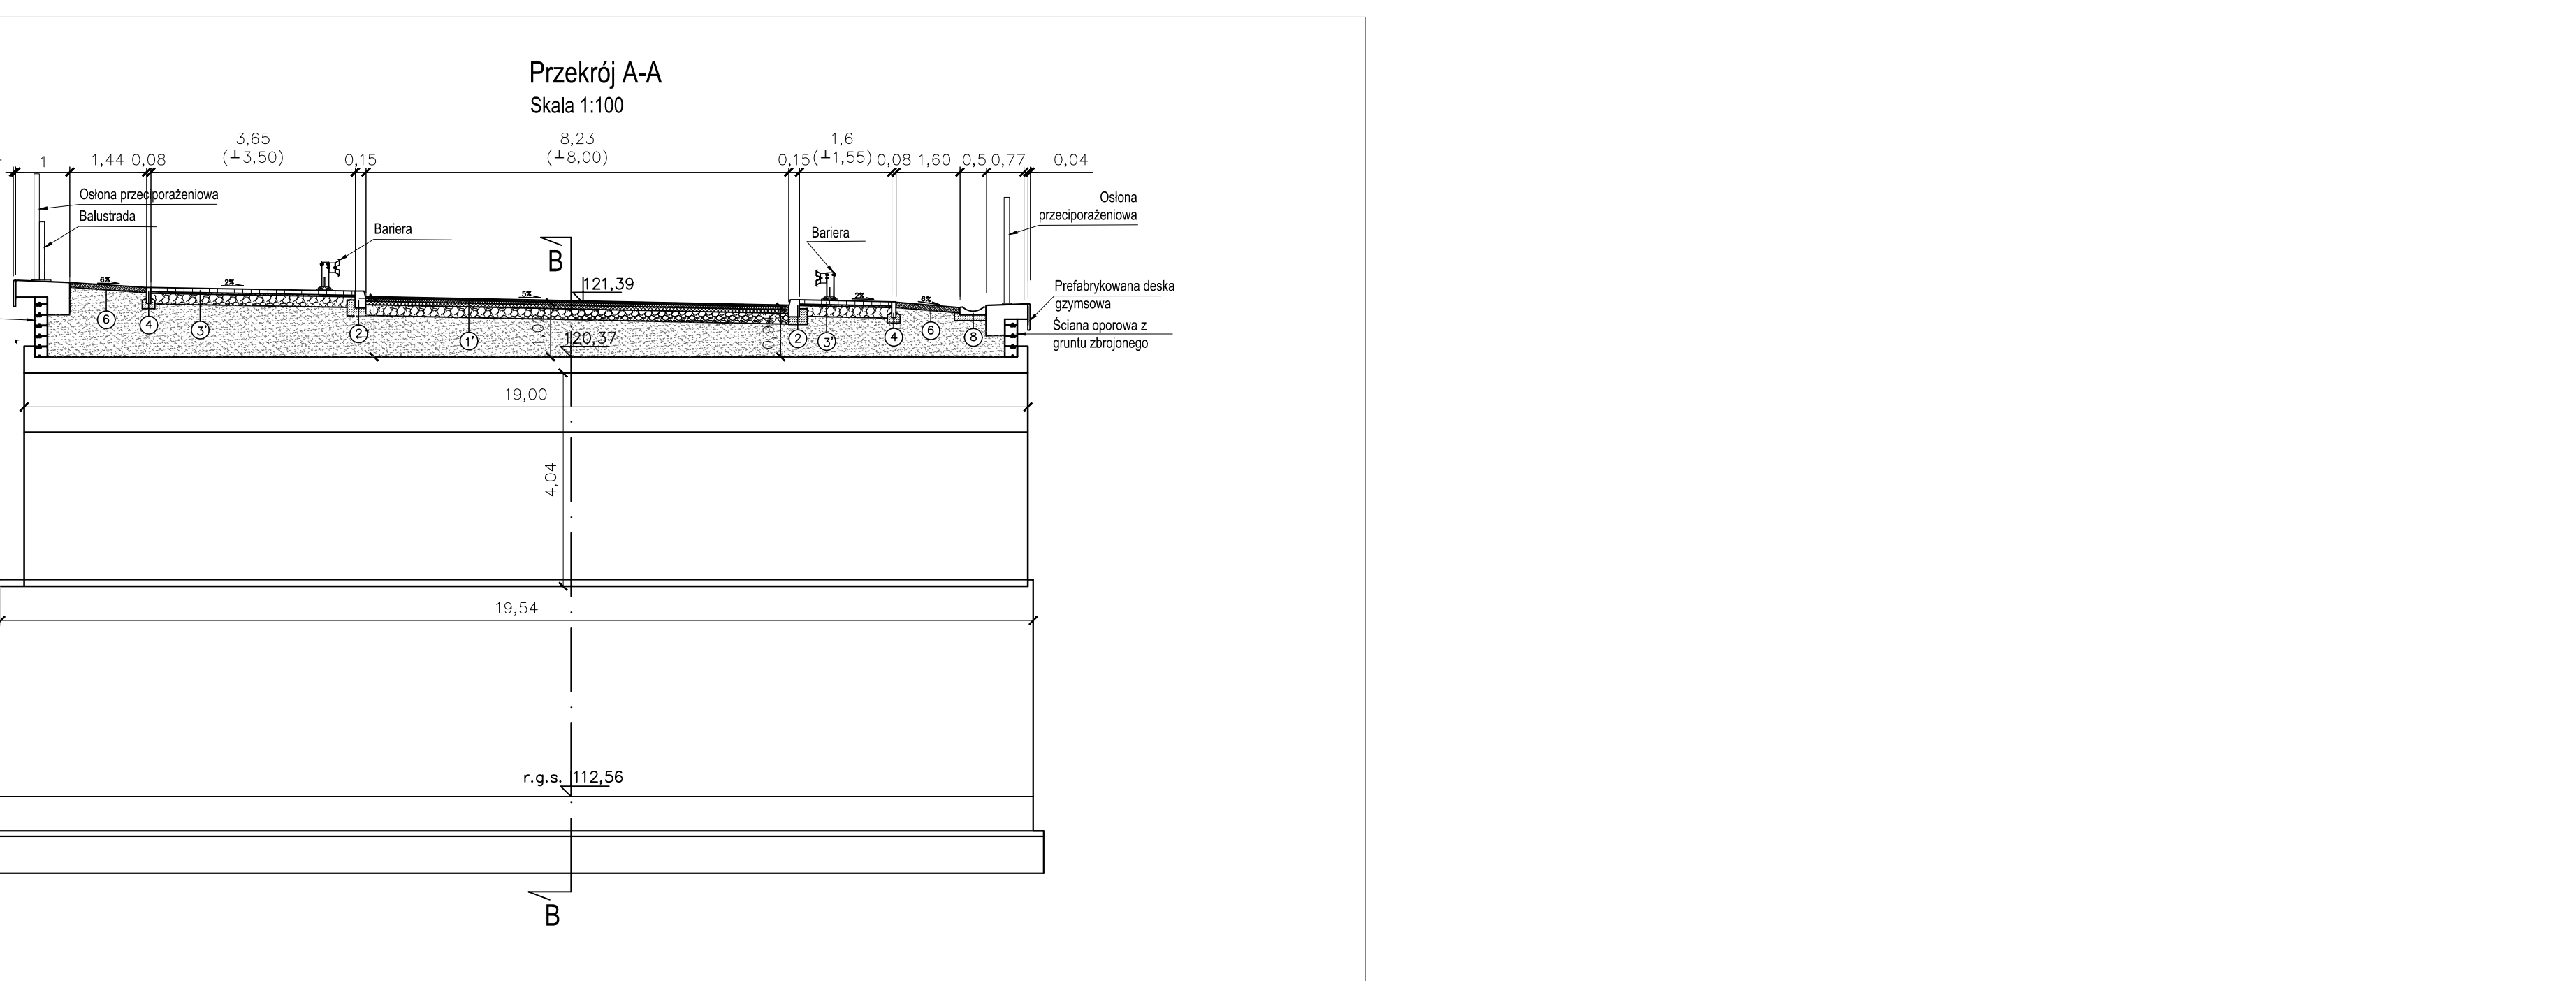 Przekrój A-A
Skala 1:100
3,65
8,23
1,6
1
1,44
0,08
(⊥3,50)
0,15
(⊥8,00)
0,15
(⊥1,55)
0,08
1,60
0,5
0,77
0,04
Osłona przeciporażeniowa
Balustrada
Bariera
Bariera
Osłona
przeciporażeniowa
B
6%
2%
5%
121,39
2%
6%
Prefabrykowana deska
gzymsowa
Ściana oporowa z
gruntu zbrojonego
6
4
3'
2
1'
120,37
2
3'
4
6
8
19,00
4,04
19,54
r.g.s. 112,56
B